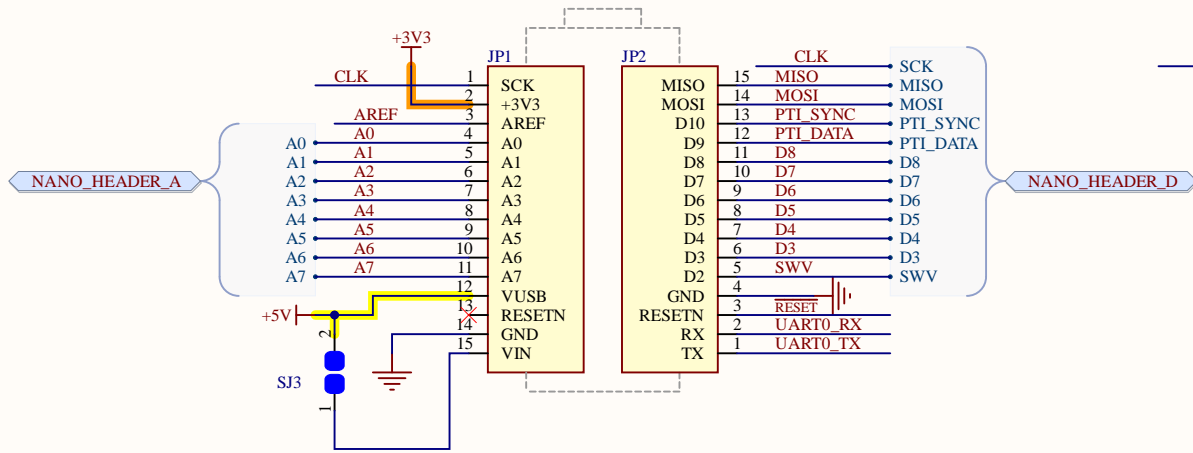 +3V3
JP1
JP2
CLK 1 SCK
2 +3V3
AREF 3 AREF
A0 A0 4 A0
A1 A1 5 A1
A2 A2 6 A2
NANO_HEADER_A
A3 A3 7 A3
A4 A4 8 A4
A5 A5 9 A5
A6 A6 10 A6
A7 A7 11 A7
12 VUSB
+5V 13 RESETN
2 14 GND
15 VIN
SJ3
1
CLK SCK
MISO 15 MISO MISO
MOSI 14 MOSI MOSI
D10 13 PTI_SYNC PTI_SYNC
D9 12 PTI_DATA PTI_DATA
D8 11 D8 D8
D7 10 D7 D7
NANO_HEADER_D
D6 9 D6 D6
D5 8 D5 D5
D4 7 D4 D4
D3 6 D3 D3
D2 5 SWV SWV
GND 4
RESETN 3 RESET
RX 2 UART0_RX
TX 1 UART0_TX